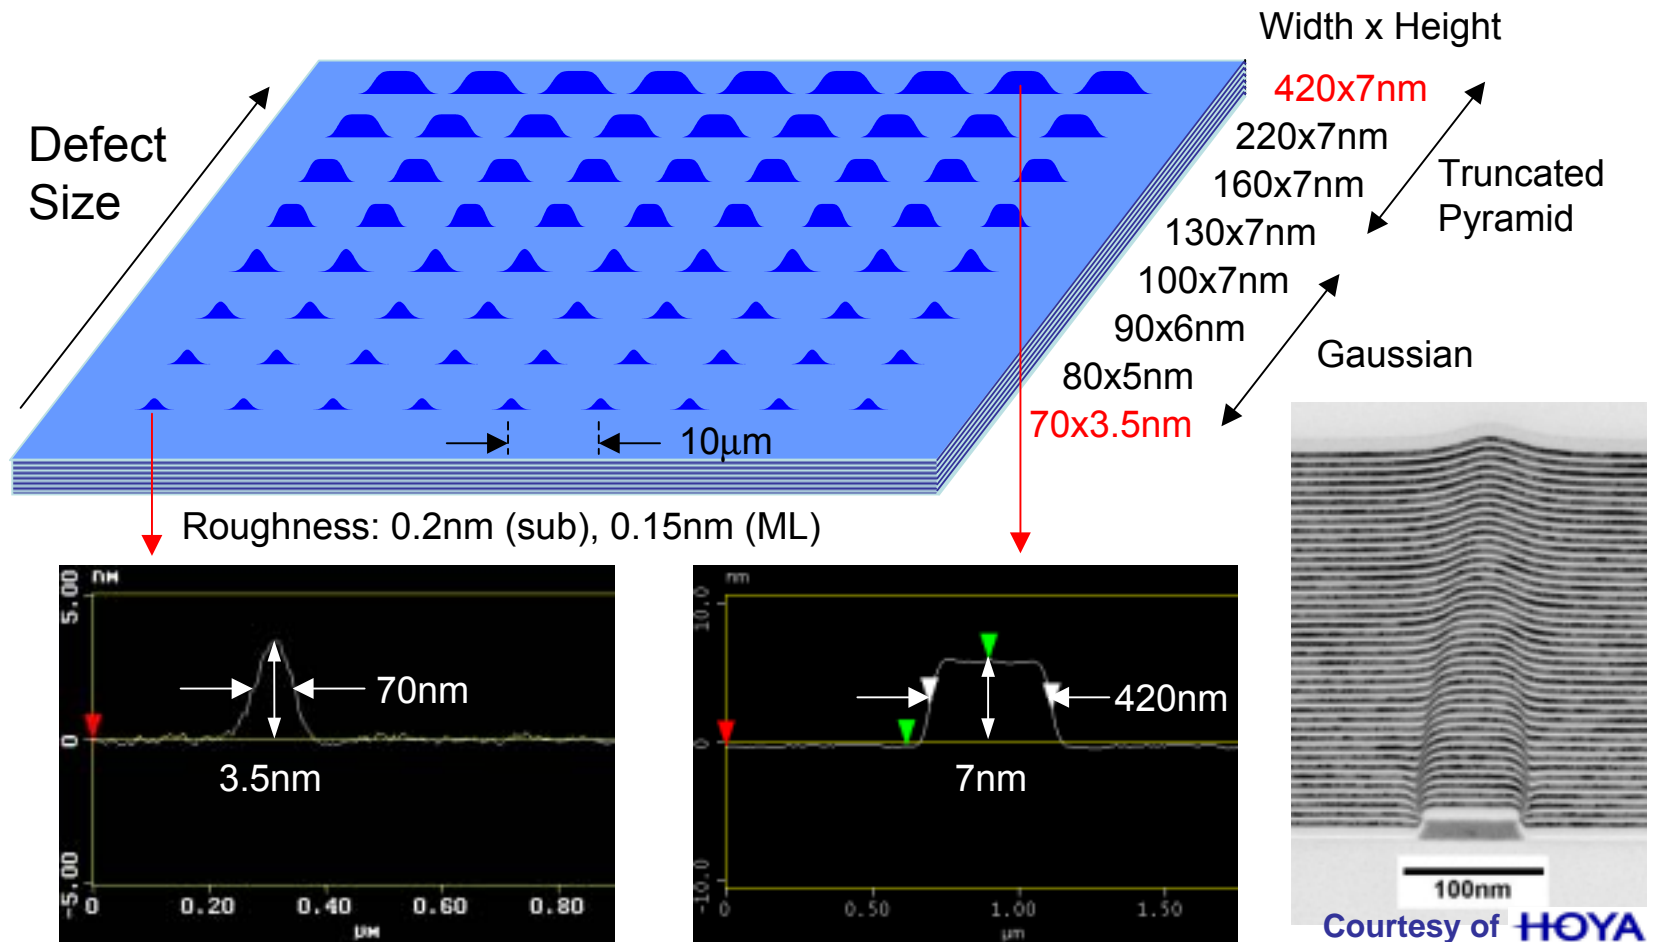 Width x Height
420x7nm
220x7nm
160x7nm
130x7nm
100x7nm
90x6nm
80x5nm
70x3.5nm
Truncated
Pyramid
Gaussian
Defect
Size
10μm
Roughness: 0.2nm (sub), 0.15nm (ML)
nM
5.00
0
-5.00
70nm
3.5nm
0 0.20 0.40 0.60 0.80
μM
nm
10.0
0
-10.0
420nm
7nm
0 0.50 1.00 1.50
μm
100nm
Courtesy of HOYA